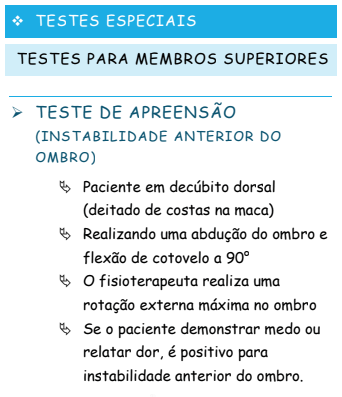 ❖ TESTES ESPECIAIS
TESTES PARA MEMBROS SUPERIORES
➢ TESTE DE APREENSÃO
(INSTABILIDADE ANTERIOR DO
OMBRO)
Paciente em decúbito dorsal
(deitado de costas na maca)
Realizando uma abdução do ombro e
flexão de cotovelo a 90°
O fisioterapeuta realiza uma
rotação externa máxima no ombro
Se o paciente demonstrar medo ou
relatar dor, é positivo para
instabilidade anterior do ombro.